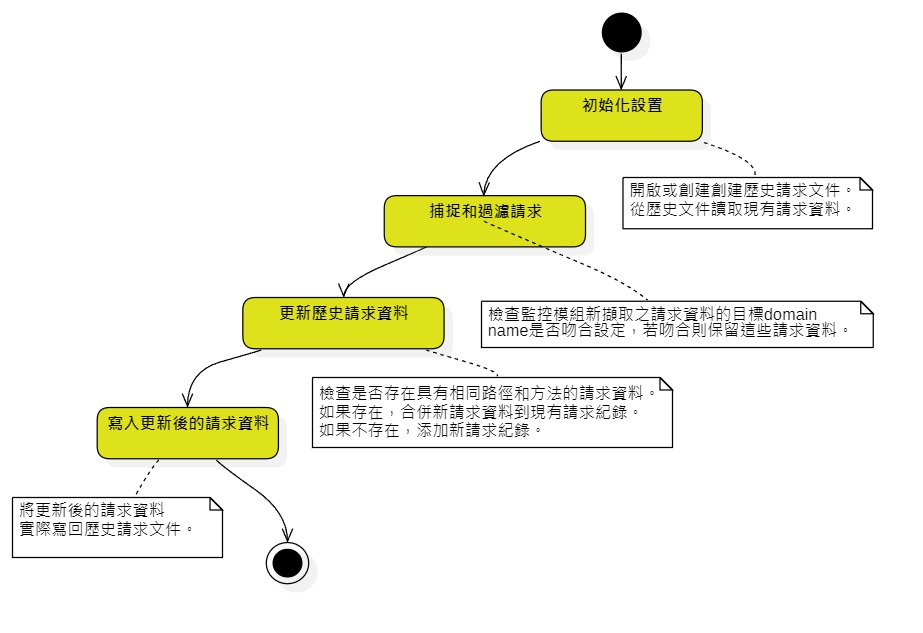 初始化設置
開啟或創建創建歷史請求文件。
從歷史文件讀取現有請求資料。
捕捉和過濾請求
檢查監控模組新擷取之請求資料的目標domain
name是否吻合設定，若吻合則保留這些請求資料。
更新歷史請求資料
檢查是否存在具有相同路徑和方法的請求資料。
如果存在，合併新請求資料到現有請求紀錄。
如果不存在，添加新請求紀錄。
寫入更新後的請求資料
將更新後的請求資料
實際寫回歷史請求文件。